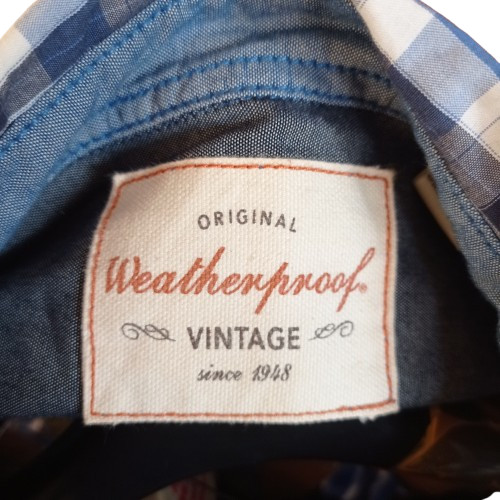 ORIGINAL
Weatherproof®
VINTAGE
since 1948